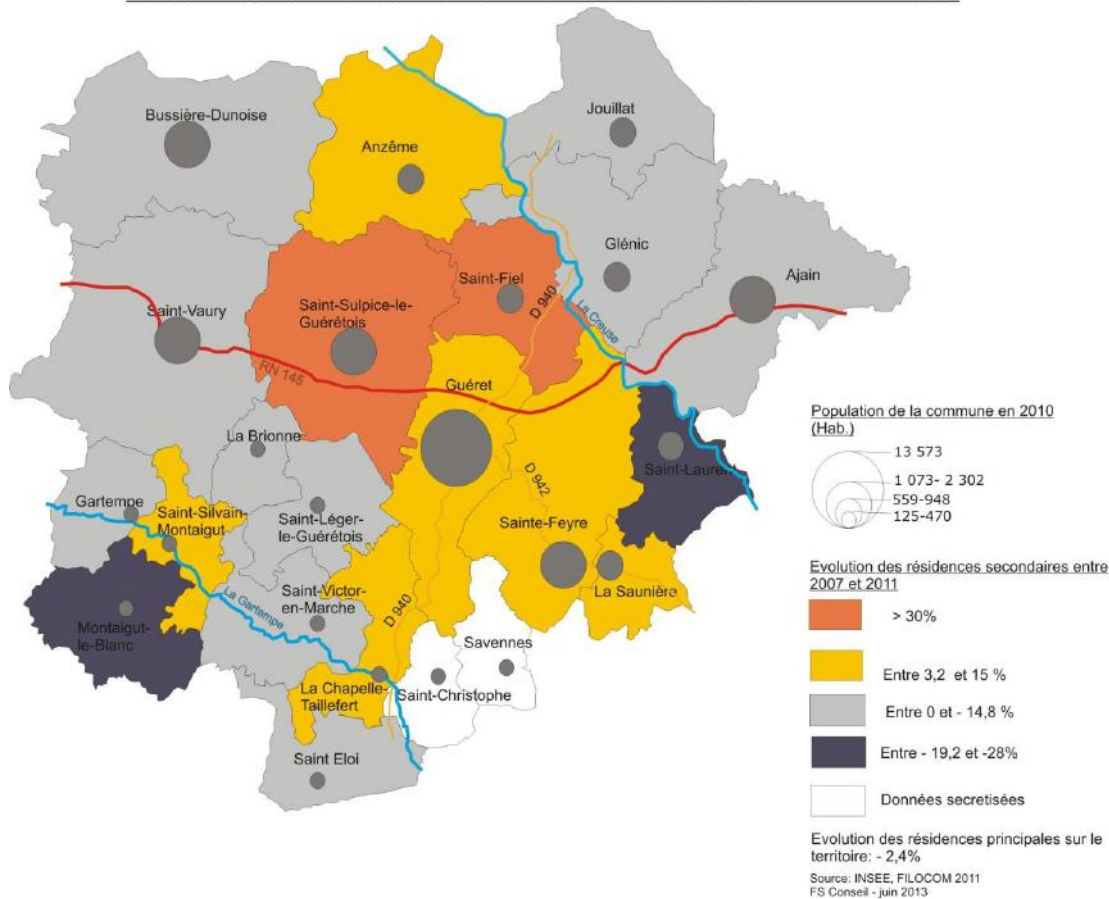 Bussière-Dunoise
Jouillat
Anzême
Glénic
Ajain
Saint-Fiel
D 940
La Creuse
Saint-Vaury
Saint-Sulpice-le-
Guérétois
RN 145
Guéret
La Brionne
D 942
Saint-Laurent
Gartempe
Saint-Silvain-
Montaigut
Saint-Léger-
le-Guérétois
Sainte-Feyre
La Saunière
Saint-Victor-
en-Marche
La Gartempe
D 940
Montaigut-
le-Blanc
Savennes
La Chapelle-
Taillefert
Saint-Christophe
Saint Eloi
Population de la commune en 2010
(Hab.)
13 573
1 073- 2 302
559-948
125-470
Evolution des résidences secondaires entre
2007 et 2011
> 30%
Entre 3,2 et 15 %
Entre 0 et - 14,8 %
Entre - 19,2 et -28%
Données secretisées
Evolution des résidences principales sur le
territoire: - 2,4%
Source: INSEE, FILOCOM 2011
FS Conseil - juin 2013